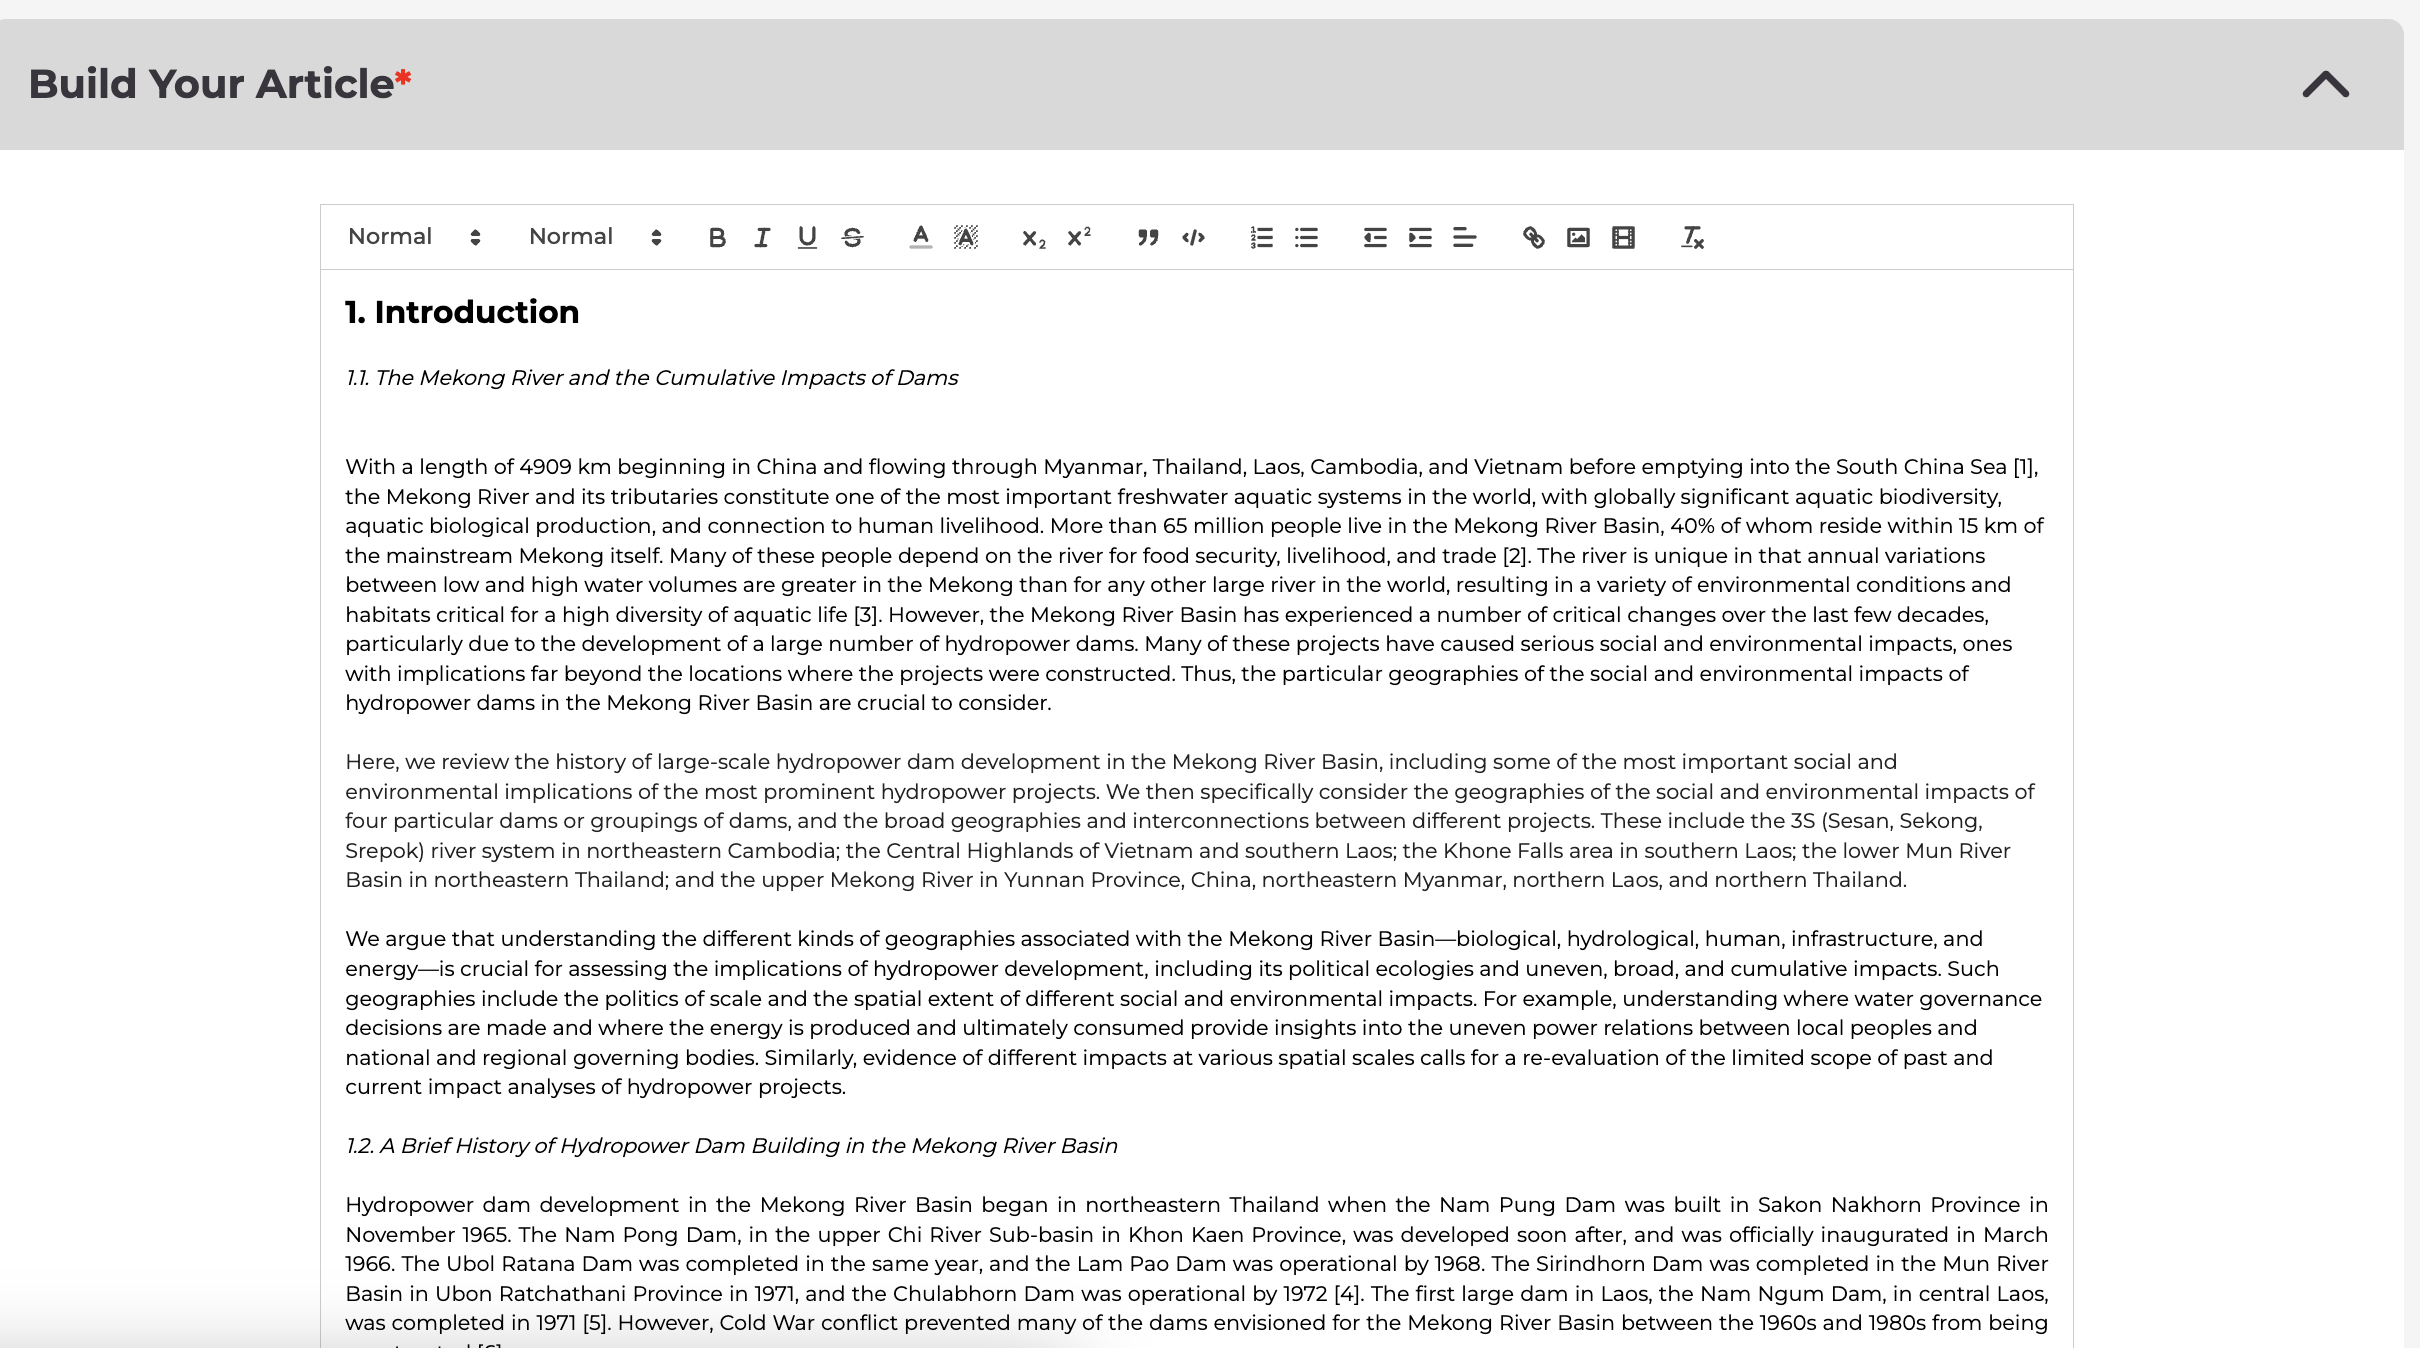 Build Your Article*
Normal Normal
1. Introduction
1.1. The Mekong River and the Cumulative Impacts of Dams
With a length of 4909 km beginning in China and flowing through Myanmar, Thailand, Laos, Cambodia, and Vietnam before emptying into the South China Sea [1],
the Mekong River and its tributaries constitute one of the most important freshwater aquatic systems in the world, with globally significant aquatic biodiversity,
aquatic biological production, and connection to human livelihood. More than 65 million people live in the Mekong River Basin, 40% of whom reside within 15 km of
the mainstream Mekong itself. Many of these people depend on the river for food security, livelihood, and trade [2]. The river is unique in that annual variations
between low and high water volumes are greater in the Mekong than for any other large river in the world, resulting in a variety of environmental conditions and
habitats critical for a high diversity of aquatic life [3]. However, the Mekong River Basin has experienced a number of critical changes over the last few decades,
particularly due to the development of a large number of hydropower dams. Many of these projects have caused serious social and environmental impacts, ones
with implications far beyond the locations where the projects were constructed. Thus, the particular geographies of the social and environmental impacts of
hydropower dams in the Mekong River Basin are crucial to consider.
Here, we review the history of large-scale hydropower dam development in the Mekong River Basin, including some of the most important social and
environmental implications of the most prominent hydropower projects. We then specifically consider the geographies of the social and environmental impacts of
four particular dams or groupings of dams, and the broad geographies and interconnections between different projects. These include the 3S (Sesan, Sekong,
Srepok) river system in northeastern Cambodia; the Central Highlands of Vietnam and southern Laos; the Khone Falls area in southern Laos; the lower Mun River
Basin in northeastern Thailand; and the upper Mekong River in Yunnan Province, China, northeastern Myanmar, northern Laos, and northern Thailand.
We argue that understanding the different kinds of geographies associated with the Mekong River Basin—biological, hydrological, human, infrastructure, and
energy—is crucial for assessing the implications of hydropower development, including its political ecologies and uneven, broad, and cumulative impacts. Such
geographies include the politics of scale and the spatial extent of different social and environmental impacts. For example, understanding where water governance
decisions are made and where the energy is produced and ultimately consumed provide insights into the uneven power relations between local peoples and
national and regional governing bodies. Similarly, evidence of different impacts at various spatial scales calls for a re-evaluation of the limited scope of past and
current impact analyses of hydropower projects.
1.2. A Brief History of Hydropower Dam Building in the Mekong River Basin
Hydropower dam development in the Mekong River Basin began in northeastern Thailand when the Nam Pung Dam was built in Sakon Nakhorn Province in
November 1965. The Nam Pong Dam, in the upper Chi River Sub-basin in Khon Kaen Province, was developed soon after, and was officially inaugurated in March
1966. The Ubol Ratana Dam was completed in the same year, and the Lam Pao Dam was operational by 1968. The Sirindhorn Dam was completed in the Mun River
Basin in Ubon Ratchathani Province in 1971, and the Chulabhorn Dam was operational by 1972 [4]. The first large dam in Laos, the Nam Ngum Dam, in central Laos,
was completed in 1971 [5]. However, Cold War conflict prevented many of the dams envisioned for the Mekong River Basin between the 1960s and 1980s from being